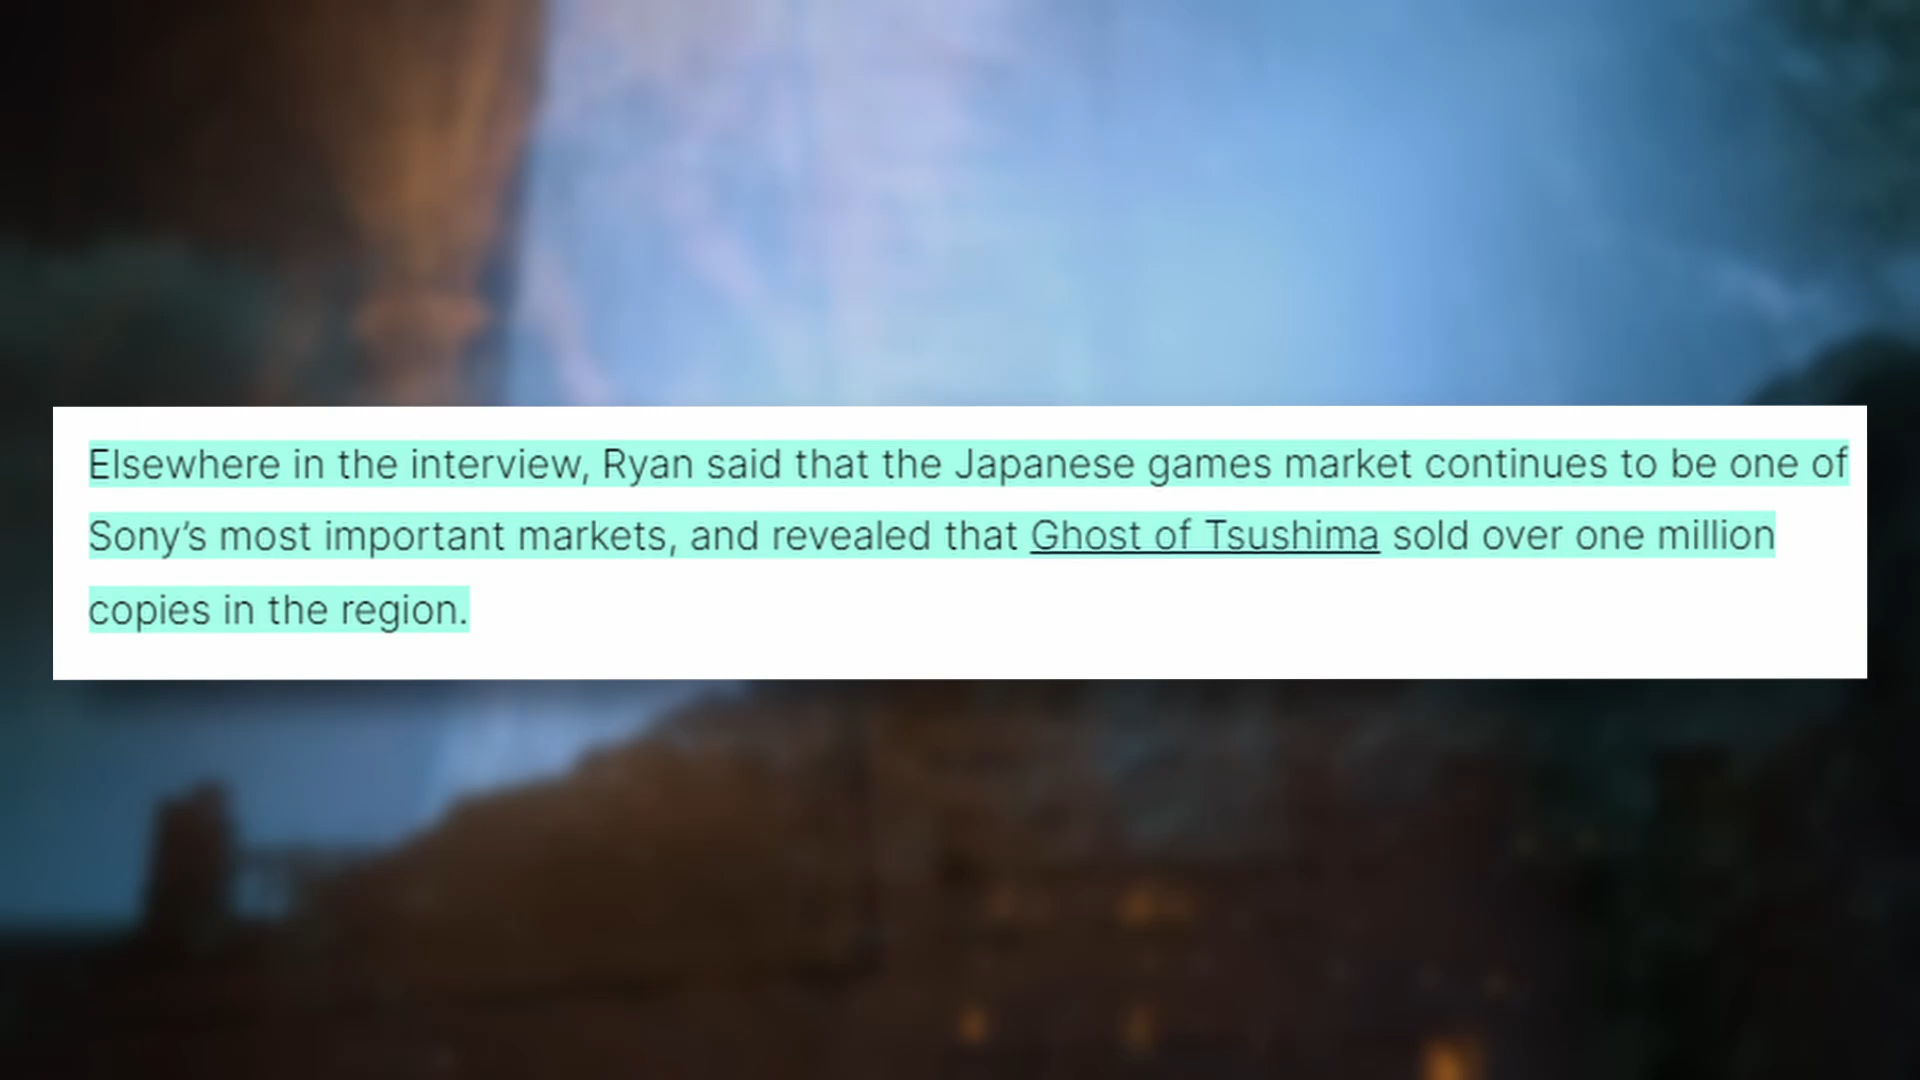 Elsewhere in the interview, Ryan said that the Japanese games market continues to be one of
Sony’s most important markets, and revealed that Ghost of Tsushima sold over one million
copies in the region.